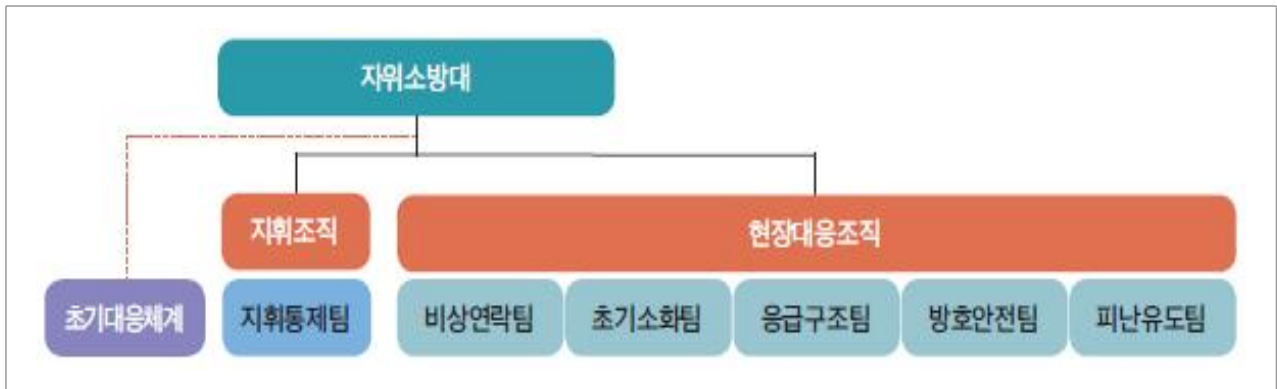 자위소방대
지휘조직
현장대응조직
초기대응체계
지휘통제팀
비상연락팀
초기소화팀
응급구조팀
방호안전팀
피난유도팀